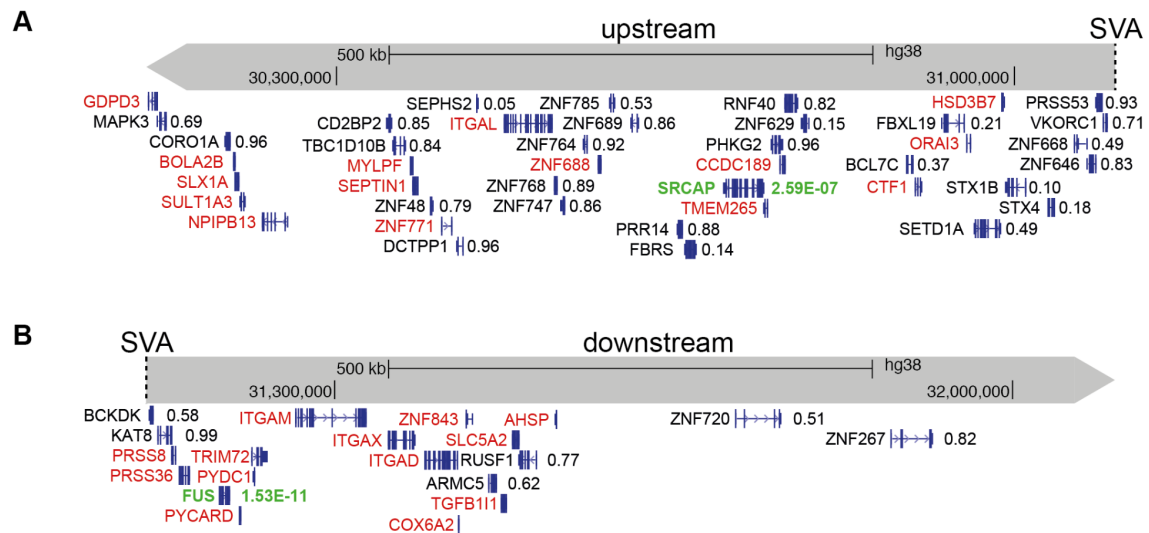 A
upstream
SVA
500 kb
hg38
30,300,000
31,000,000
GDPD3
SEPHS2 0.05
ZNF785 0.53
RNF40 0.82
HSD3B7
PRSS53 0.93
MAPK3 0.69
CD2BP2 0.85
ITGAL
ZNF689 0.86
ZNF629 0.15
FBXL19 0.21
VKORC1 0.71
CORO1A 0.96
TBC1D10B 0.84
ZNF764 0.92
PHKG2 0.96
ORAI3
ZNF668 0.49
BOLA2B
MYLPF
ZNF688
CCDC189
BCL7C 0.37
ZNF646 0.83
SLX1A
SEPTIN1
ZNF768 0.89
SRCAP 2.59E-07
CTF1
STX1B 0.10
SULT1A3
ZNF48 0.79
ZNF747 0.86
TMEM265
STX4 0.18
NPIPB13
ZNF771
PRR14 0.88
SETD1A 0.49
DCTPP1 0.96
FBRS 0.14
B
SVA
downstream
500 kb
hg38
31,300,000
32,000,000
BCKDK 0.58
ITGAM
ZNF843
AHSP
ZNF720 0.51
KAT8 0.99
ITGAX
SLC5A2
ZNF267 0.82
PRSS8
TRIM72
ITGAD
RUSF1 0.77
PRSS36
PYDC1
ARMC5 0.62
FUS 1.53E-11
TGFB1I1
PYCARD
COX6A2